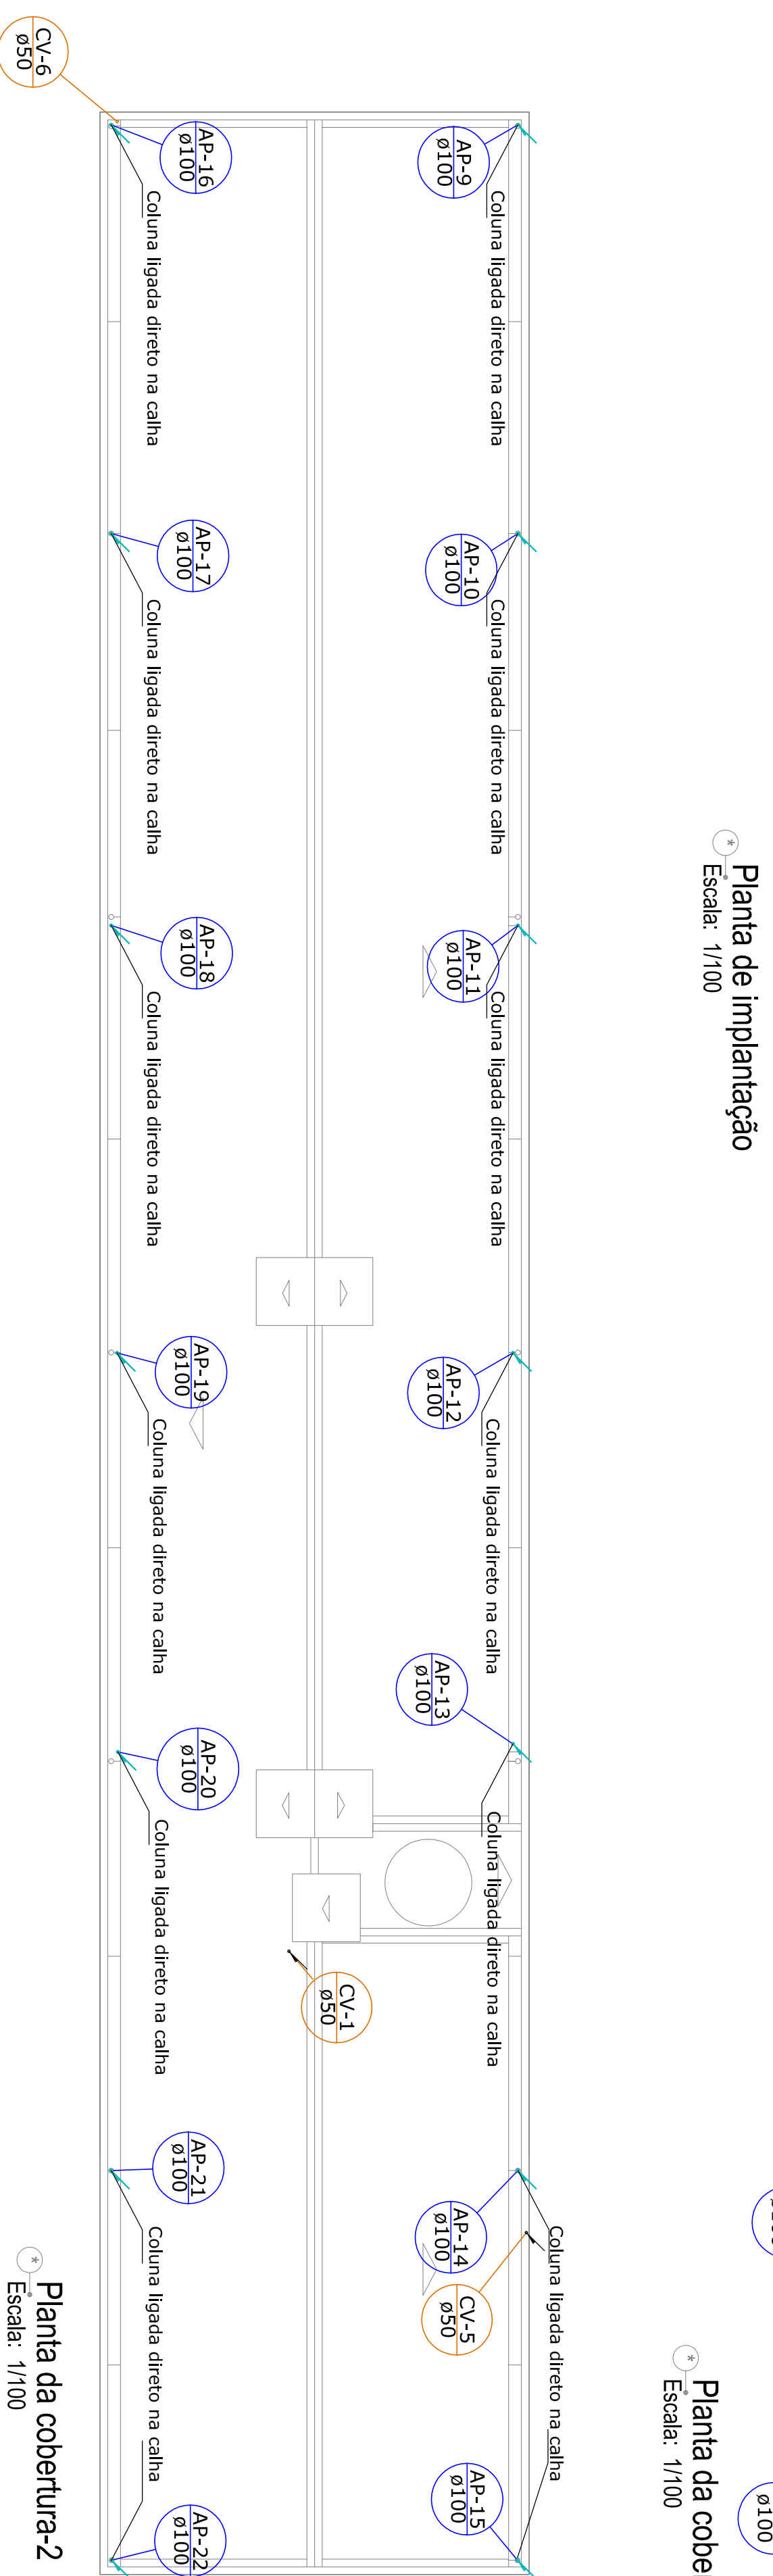 CV-6
ø50
AP-16
ø100
AP-9
ø100
Coluna ligada direto na calha
Coluna ligada direto na calha
AP-17
ø100
AP-10
ø100
Coluna ligada direto na calha
Coluna ligada direto na calha
*
Planta de implantação
Escala: 1/100
AP-18
ø100
AP-11
ø100
Coluna ligada direto na calha
Coluna ligada direto na calha
AP-19
ø100
AP-12
ø100
Coluna ligada direto na calha
Coluna ligada direto na calha
AP-20
ø100
AP-13
ø100
Coluna ligada direto na calha
Coluna ligada direto na calha
CV-1
ø50
AP-21
ø100
AP-14
ø100
CV-5
ø50
Coluna ligada direto na calha
Coluna ligada direto na calha
AP-22
ø100
AP-15
ø100
*
Planta da cobertura-2
Escala: 1/100
*
Planta da cobe
Escala: 1/100
ø100